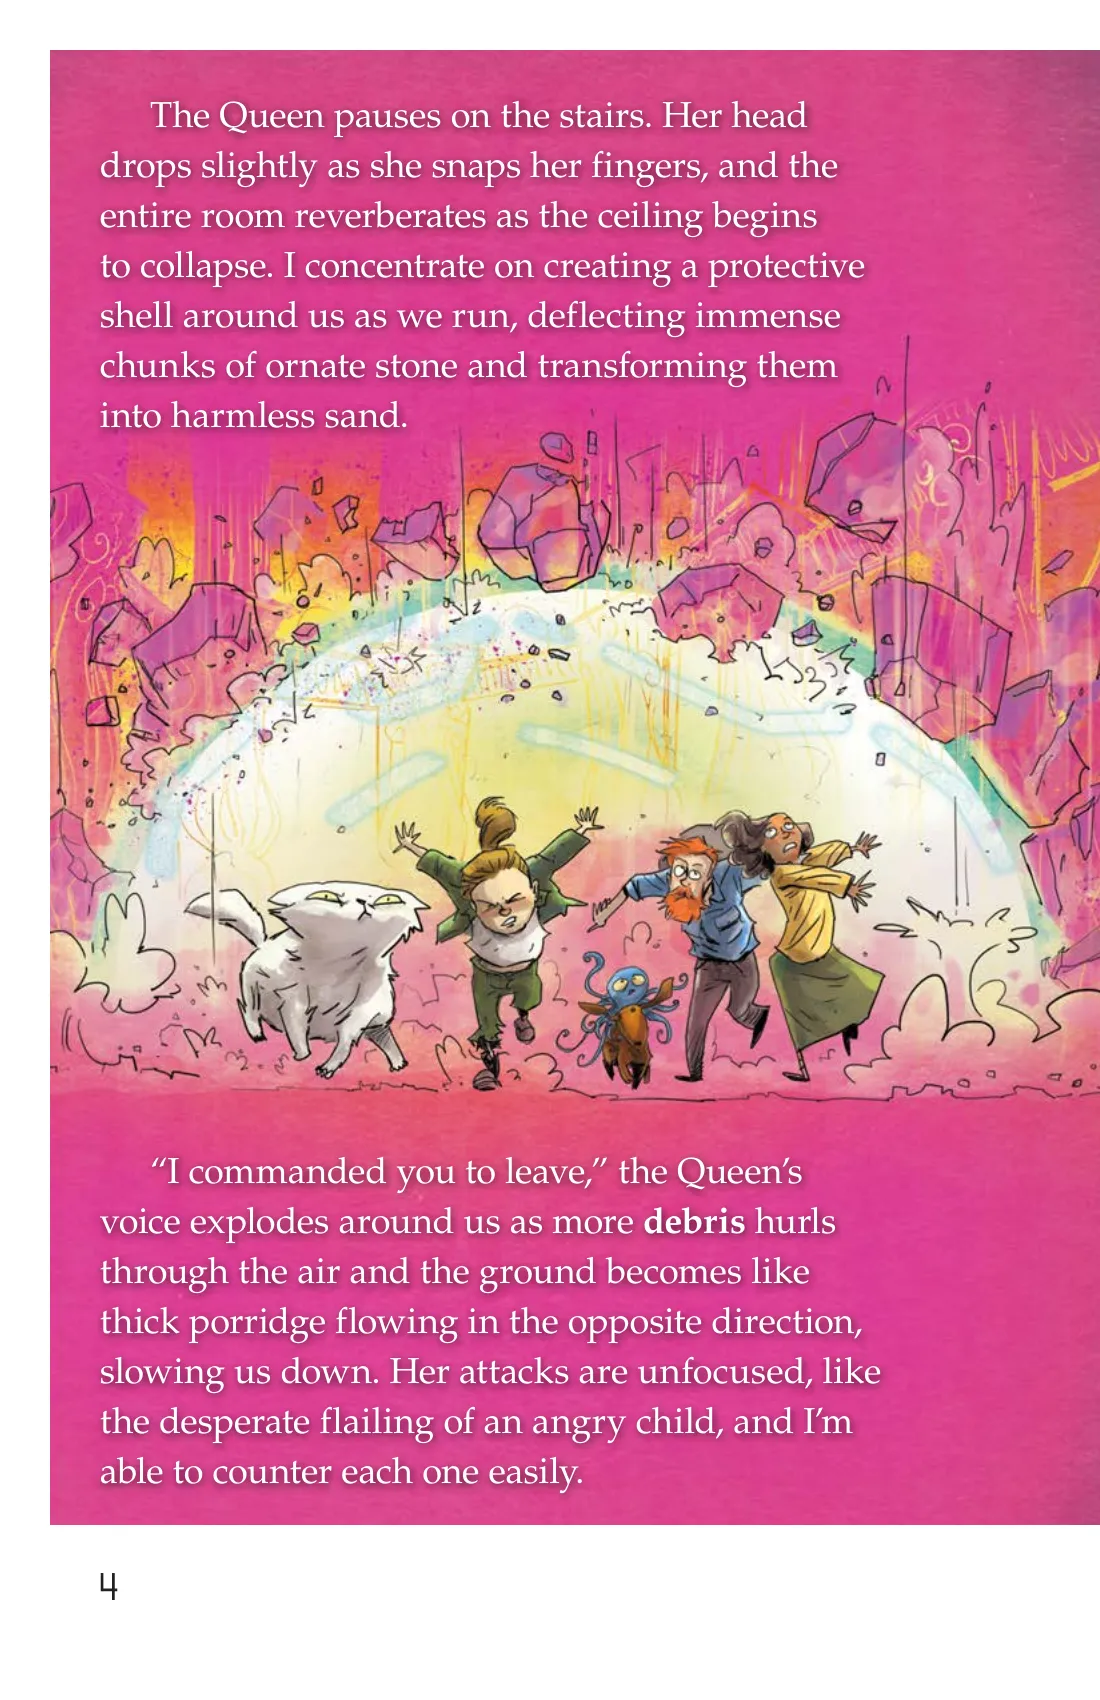 The Queen pauses on the stairs. Her head
drops slightly as she snaps her fingers, and the
entire room reverberates as the ceiling begins
to collapse. I concentrate on creating a protective
shell around us as we run, deflecting immense
chunks of ornate stone and transforming them
into harmless sand.
“I commanded you to leave,” the Queen’s
voice explodes around us as more debris hurls
through the air and the ground becomes like
thick porridge flowing in the opposite direction,
slowing us down. Her attacks are unfocused, like
the desperate flailing of an angry child, and I’m
able to counter each one easily.
4